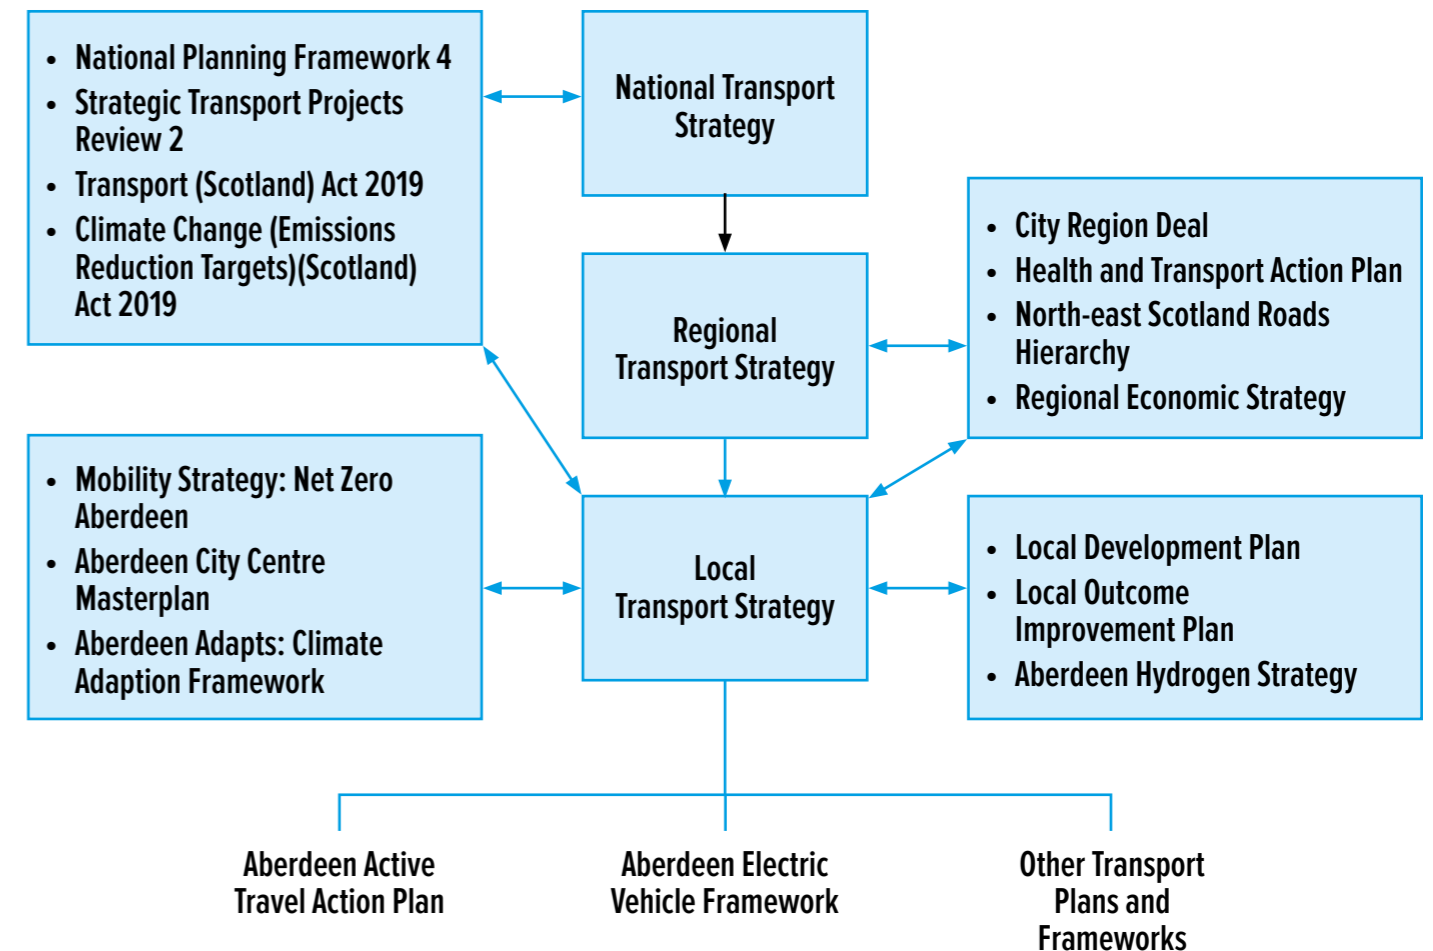 • National Planning Framework 4
• Strategic Transport Projects
Review 2
• Transport (Scotland) Act 2019
• Climate Change (Emissions
Reduction Targets)(Scotland)
Act 2019
National Transport
Strategy
Regional
Transport Strategy
• City Region Deal
• Health and Transport Action Plan
• North-east Scotland Roads
Hierarchy
• Regional Economic Strategy
• Mobility Strategy: Net Zero
Aberdeen
• Aberdeen City Centre
Masterplan
• Aberdeen Adapts: Climate
Adaption Framework
Local
Transport Strategy
• Local Development Plan
• Local Outcome
Improvement Plan
• Aberdeen Hydrogen Strategy
Aberdeen Active
Travel Action Plan
Aberdeen Electric
Vehicle Framework
Other Transport
Plans and
Frameworks